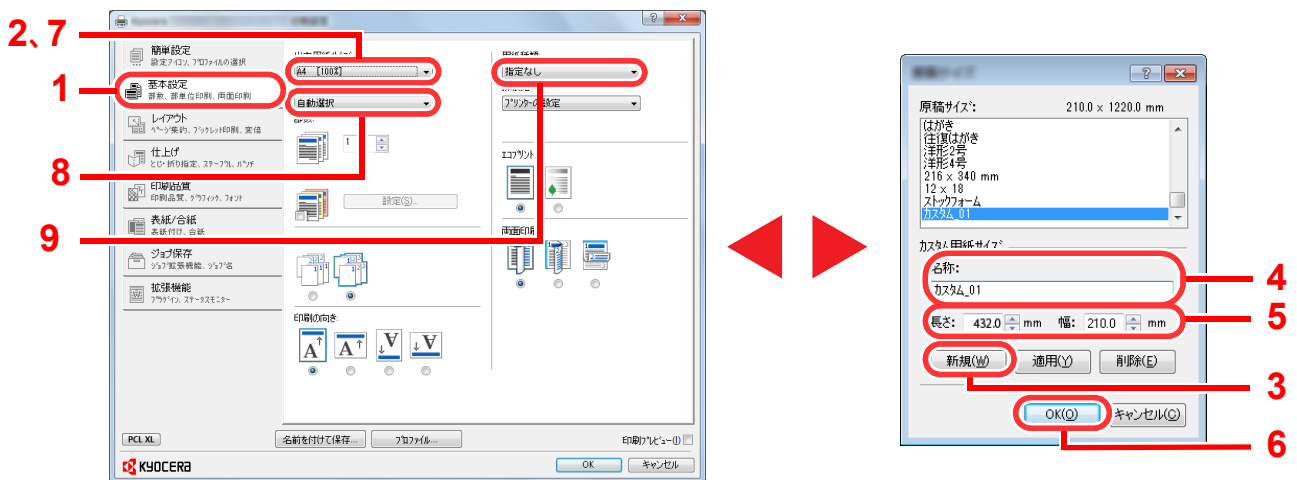 2、7
1
8
9
Kyocera
簡単設定
設定アイコン、プロファイルの選択
基本設定
部数、部単位印刷、両面印刷
レイアウト
ページ集約、ブックレット印刷、変倍
仕上げ
とじ・折り指定、ステープル、パンチ
印刷品質
印刷品質、グラフィック、フォント
表紙/合紙
表紙付け、合紙
ジョブ保存
ジョブ拡張機能、ジョブ名
拡張機能
プラグイン、ステータスモニター
A4 [100%]
自動選択
部数:
1
設定(S)...
印刷の向き:
指定なし
プリンターの設定
エコプリント
両面印刷
PCL XL
名前を付けて保存...
プロファイル...
印刷プレビュー(I)
KYOCERA
OK
キャンセル
原稿サイズ:
210.0 x 1220.0 mm
はがき
往復はがき
洋形2号
洋形4号
216 x 340 mm
12 x 18
ストックフォーム
カスタム_01
カスタム用紙サイズ
名称:
カスタム_01
長さ: 432.0 mm 幅: 210.0 mm
新規(W)
適用(Y)
削除(E)
OK(O)
キャンセル(C)
4
5
3
6